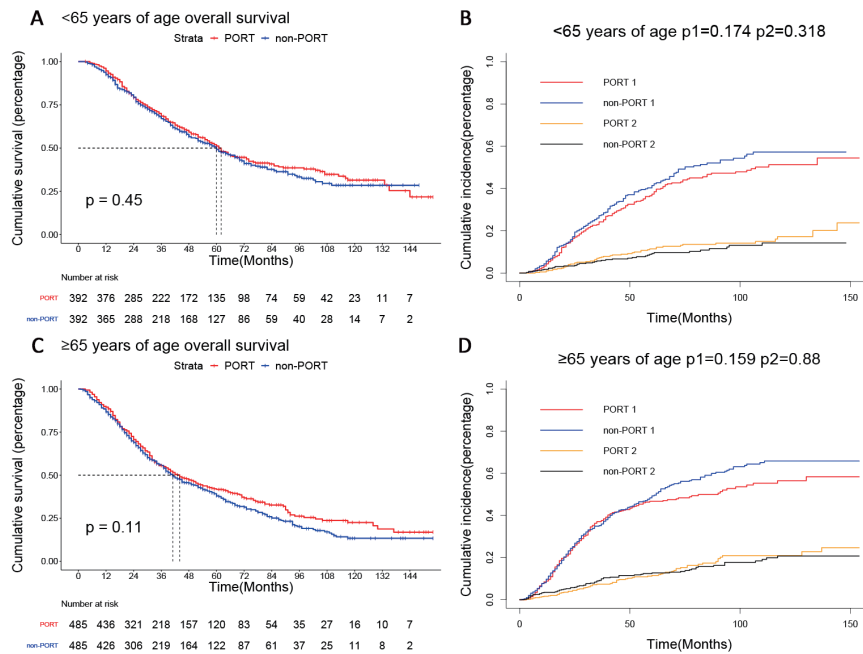 A <65 years of age overall survival
Strata PORT non-PORT
Cumulative survival (percentage)
1.00
0.75
0.50
0.25
0.00
p = 0.45
0 12 24 36 48 60 72 84 96 108 120 132 144
Time(Months)
Number at risk
PORT 392 376 285 222 172 135 98 74 59 42 23 11 7
non-PORT 392 365 288 218 168 127 86 59 40 28 14 7 2
B
<65 years of age p1=0.174 p2=0.318
Cumulative incidence(percentage)
1.0
0.8
0.6
0.4
0.2
0.0
PORT 1
non-PORT 1
PORT 2
non-PORT 2
0 50 100 150
Time(Months)
C ≥65 years of age overall survival
Strata PORT non-PORT
Cumulative survival (percentage)
1.00
0.75
0.50
0.25
0.00
p = 0.11
0 12 24 36 48 60 72 84 96 108 120 132 144
Time(Months)
Number at risk
PORT 485 436 321 218 157 120 83 54 35 27 16 10 7
non-PORT 485 426 306 219 164 122 87 61 37 25 11 8 2
D
≥65 years of age p1=0.159 p2=0.88
Cumulative incidence(percentage)
1.0
0.8
0.6
0.4
0.2
0.0
PORT 1
non-PORT 1
PORT 2
non-PORT 2
0 50 100 150
Time(Months)